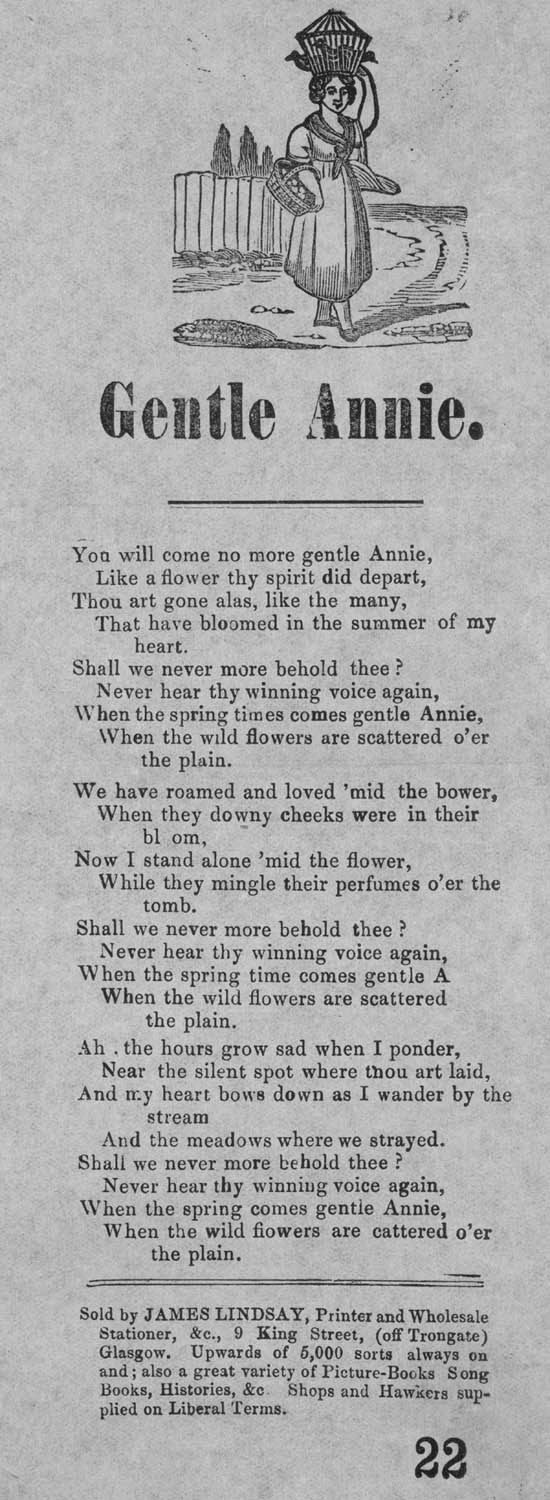 Gentle Annie.
You will come no more gentle Annie,
Like a flower thy spirit did depart,
Thou art gone alas, like the many,
That have bloomed in the summer of my
heart.
Shall we never more behold thee?
Never hear thy winning voice again,
When the spring times comes gentle Annie,
When the wild flowers are scattered o'er
the plain.
We have roamed and loved 'mid the bower,
When they downy cheeks were in their
bl om,
Now I stand alone 'mid the flower,
While they mingle their perfumes o'er the
tomb.
Shall we never more behold thee?
Never hear thy winning voice again,
When the spring time comes gentle A
When the wild flowers are scattered
the plain.
Ah . the hours grow sad when I ponder,
Near the silent spot where thou art laid,
And my heart bows down as I wander by the
stream
And the meadows where we strayed.
Shall we never more behold thee?
Never hear thy winning voice again,
When the spring comes gentle Annie,
When the wild flowers are cattered o'er
the plain.
Sold by JAMES LINDSAY, Printer and Wholesale
Stationer, &c., 9 King Street, (off Trongate)
Glasgow. Upwards of 5,000 sorts always on
and; also a great variety of Picture-Books Song
Books, Histories, &c. Shops and Hawkers sup-
plied on Liberal Terms.
22